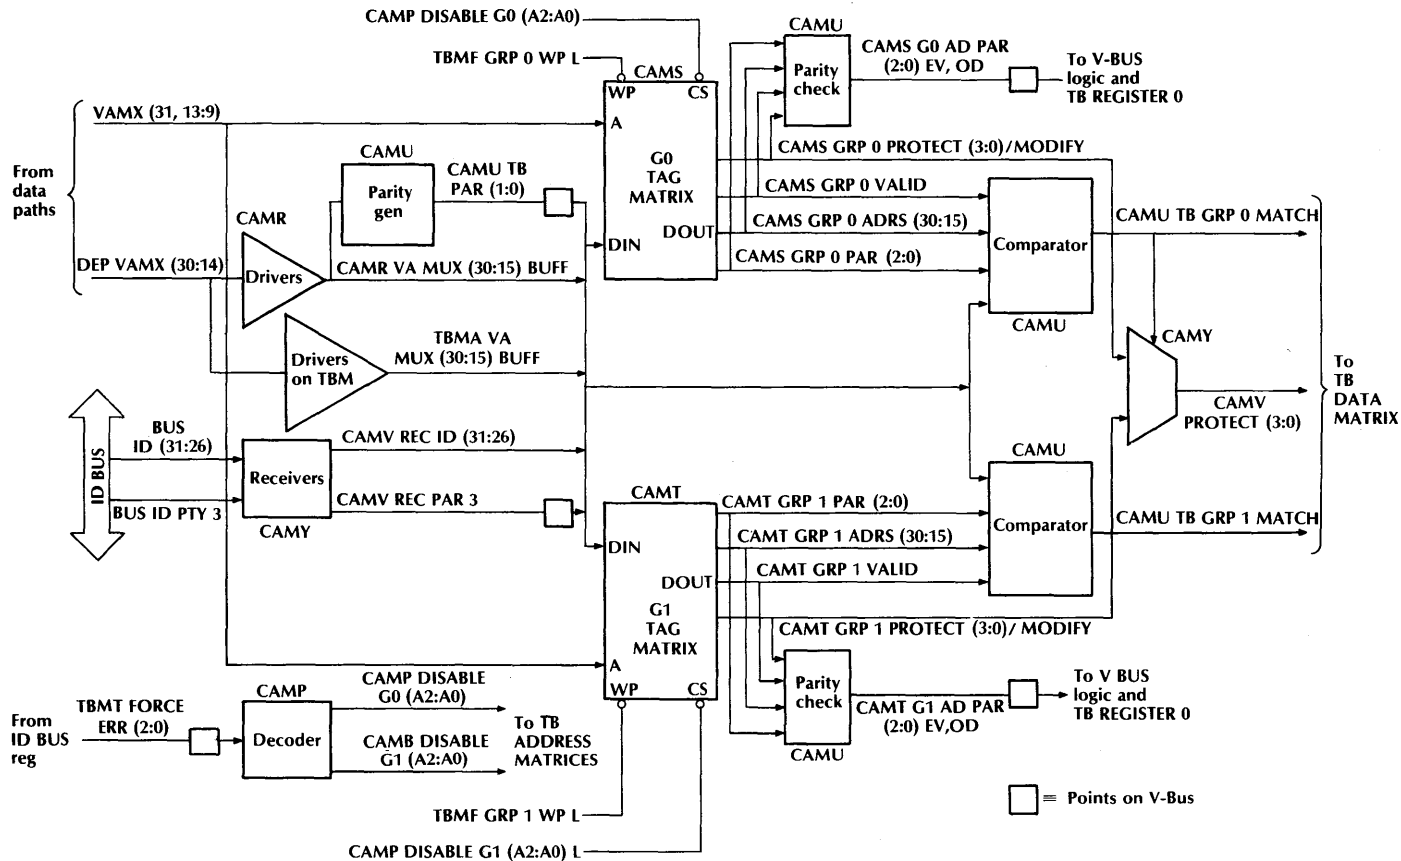 CAMP DISABLE G0 (A2:A0)
TBMF GRP 0 WP L
CAMS
WP
CS
A
G0
TAG
MATRIX
DOUT
DIN
CAMU
Parity
check
CAMS G0 AD PAR
(2:0) EV, OD
To V-BUS
logic and
TB REGISTER 0
From
data
paths
VAMX (31, 13:9)
CAMU
Parity
gen
CAMU TB
PAR (1:0)
CAMR
Drivers
DEP VAMX (30:14)
CAMR VA MUX (30:15) BUFF
Drivers
on TBM
TBMA VA
MUX (30:15) BUFF
CAMS GRP 0 PROTECT (3:0)/MODIFY
CAMS GRP 0 VALID
CAMS GRP 0 ADRS (30:15)
CAMS GRP 0 PAR (2:0)
Comparator
CAMU
CAMU TB GRP 0 MATCH
CAMY
CAMV
PROTECT (3:0)
To
TB
DATA
MATRIX
ID BUS
BUS
ID (31:26)
BUS ID PTY 3
Receivers
CAMY
CAMV REC ID (31:26)
CAMV REC PAR 3
CAMT
DIN
DOUT
G1
TAG
MATRIX
A
WP
CS
CAMT GRP 1 PAR (2:0)
CAMT GRP 1 ADRS (30:15)
CAMT GRP 1 VALID
CAMT GRP 1 PROTECT (3:0)/ MODIFY
CAMU
Comparator
CAMU TB GRP 1 MATCH
Parity
check
CAMU
CAMT G1 AD PAR
(2:0) EV,OD
To V BUS
logic and
TB REGISTER 0
From
ID BUS
reg
TBMT FORCE
ERR (2:0)
CAMP
Decoder
CAMP DISABLE
G0 (A2:A0)
CAMB DISABLE
G1 (A2:A0)
To TB
ADDRESS
MATRICES
TBMF GRP 1 WP L
CAMP DISABLE G1 (A2:A0) L
= Points on V-Bus